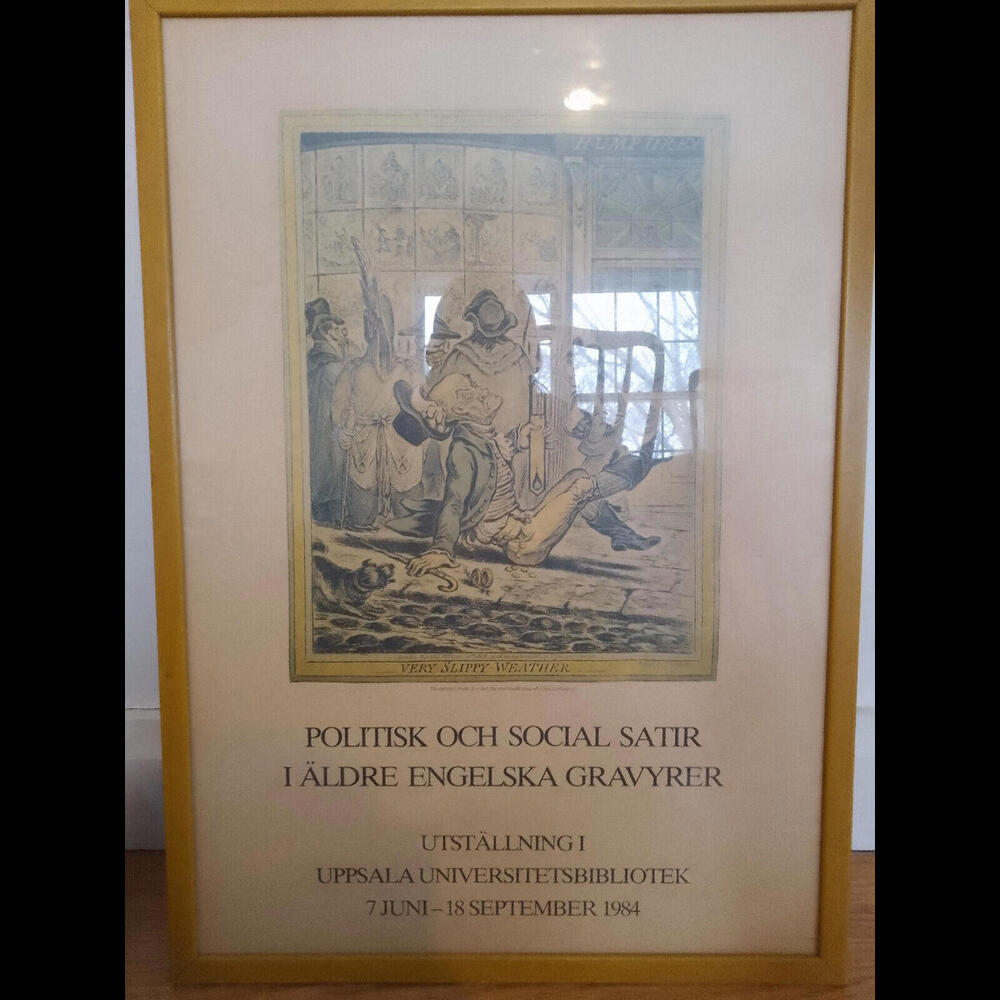 HUMPHREY
VERY SLIPPY WEATHER
POLITISK OCH SOCIAL SATIR
I ÄLDRE ENGELSKA GRAVYRER
UTSTÄLLNING I
UPPSALA UNIVERSITETSBIBLIOTEK
7 JUNI – 18 SEPTEMBER 1984